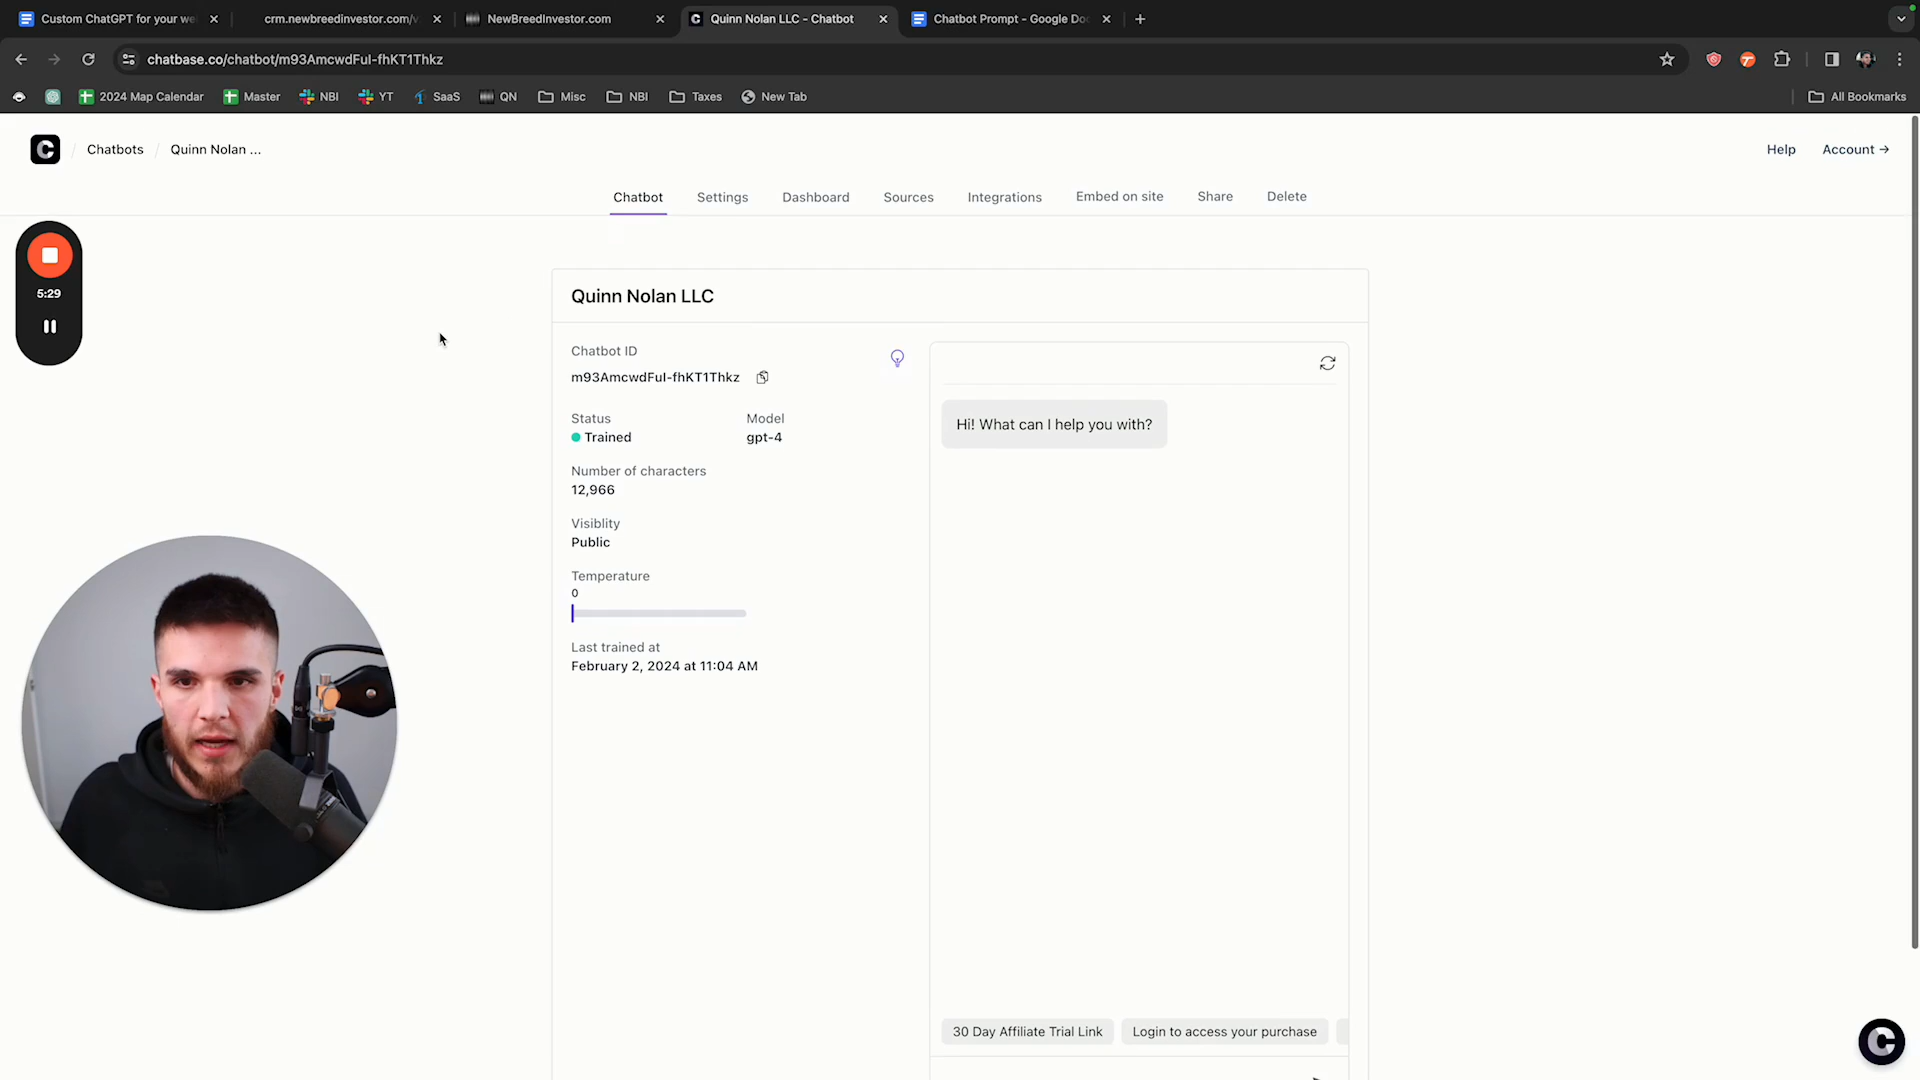 Custom ChatGPT for your we
crm.newbreedinvestor.com/v
NewBreedInvestor.com
Quinn Nolan LLC - Chatbot
Chatbot Prompt - Google Doc
chatbase.co/chatbot/m93AmcwdFuI-fhKT1Thkz
2024 Map Calendar
Master
NBI
YT
SaaS
QN
Misc
NBI
Taxes
New Tab
All Bookmarks
C
/ Chatbots / Quinn Nolan ...
Help
Account →
Chatbot
Settings
Dashboard
Sources
Integrations
Embed on site
Share
Delete
5:29
Quinn Nolan LLC
Chatbot ID
m93AmcwdFuI-fhKT1Thkz
Status
Trained
Model
gpt-4
Number of characters
12,966
Visiblity
Public
Temperature
0
Last trained at
February 2, 2024 at 11:04 AM
Hi! What can I help you with?
30 Day Affiliate Trial Link
Login to access your purchase
C